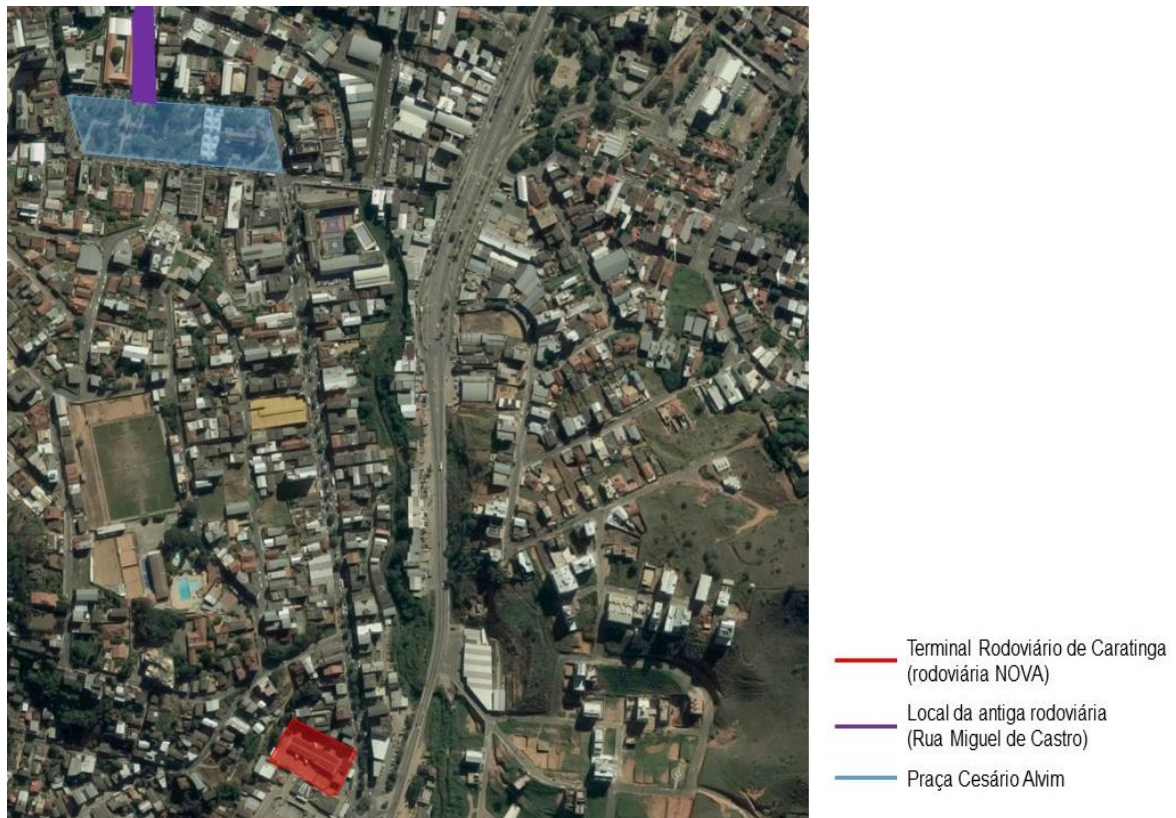 Terminal Rodoviário de Caratinga
(rodoviária NOVA)
Local da antiga rodoviária
(Rua Miguel de Castro)
Praça Cesário Alvim